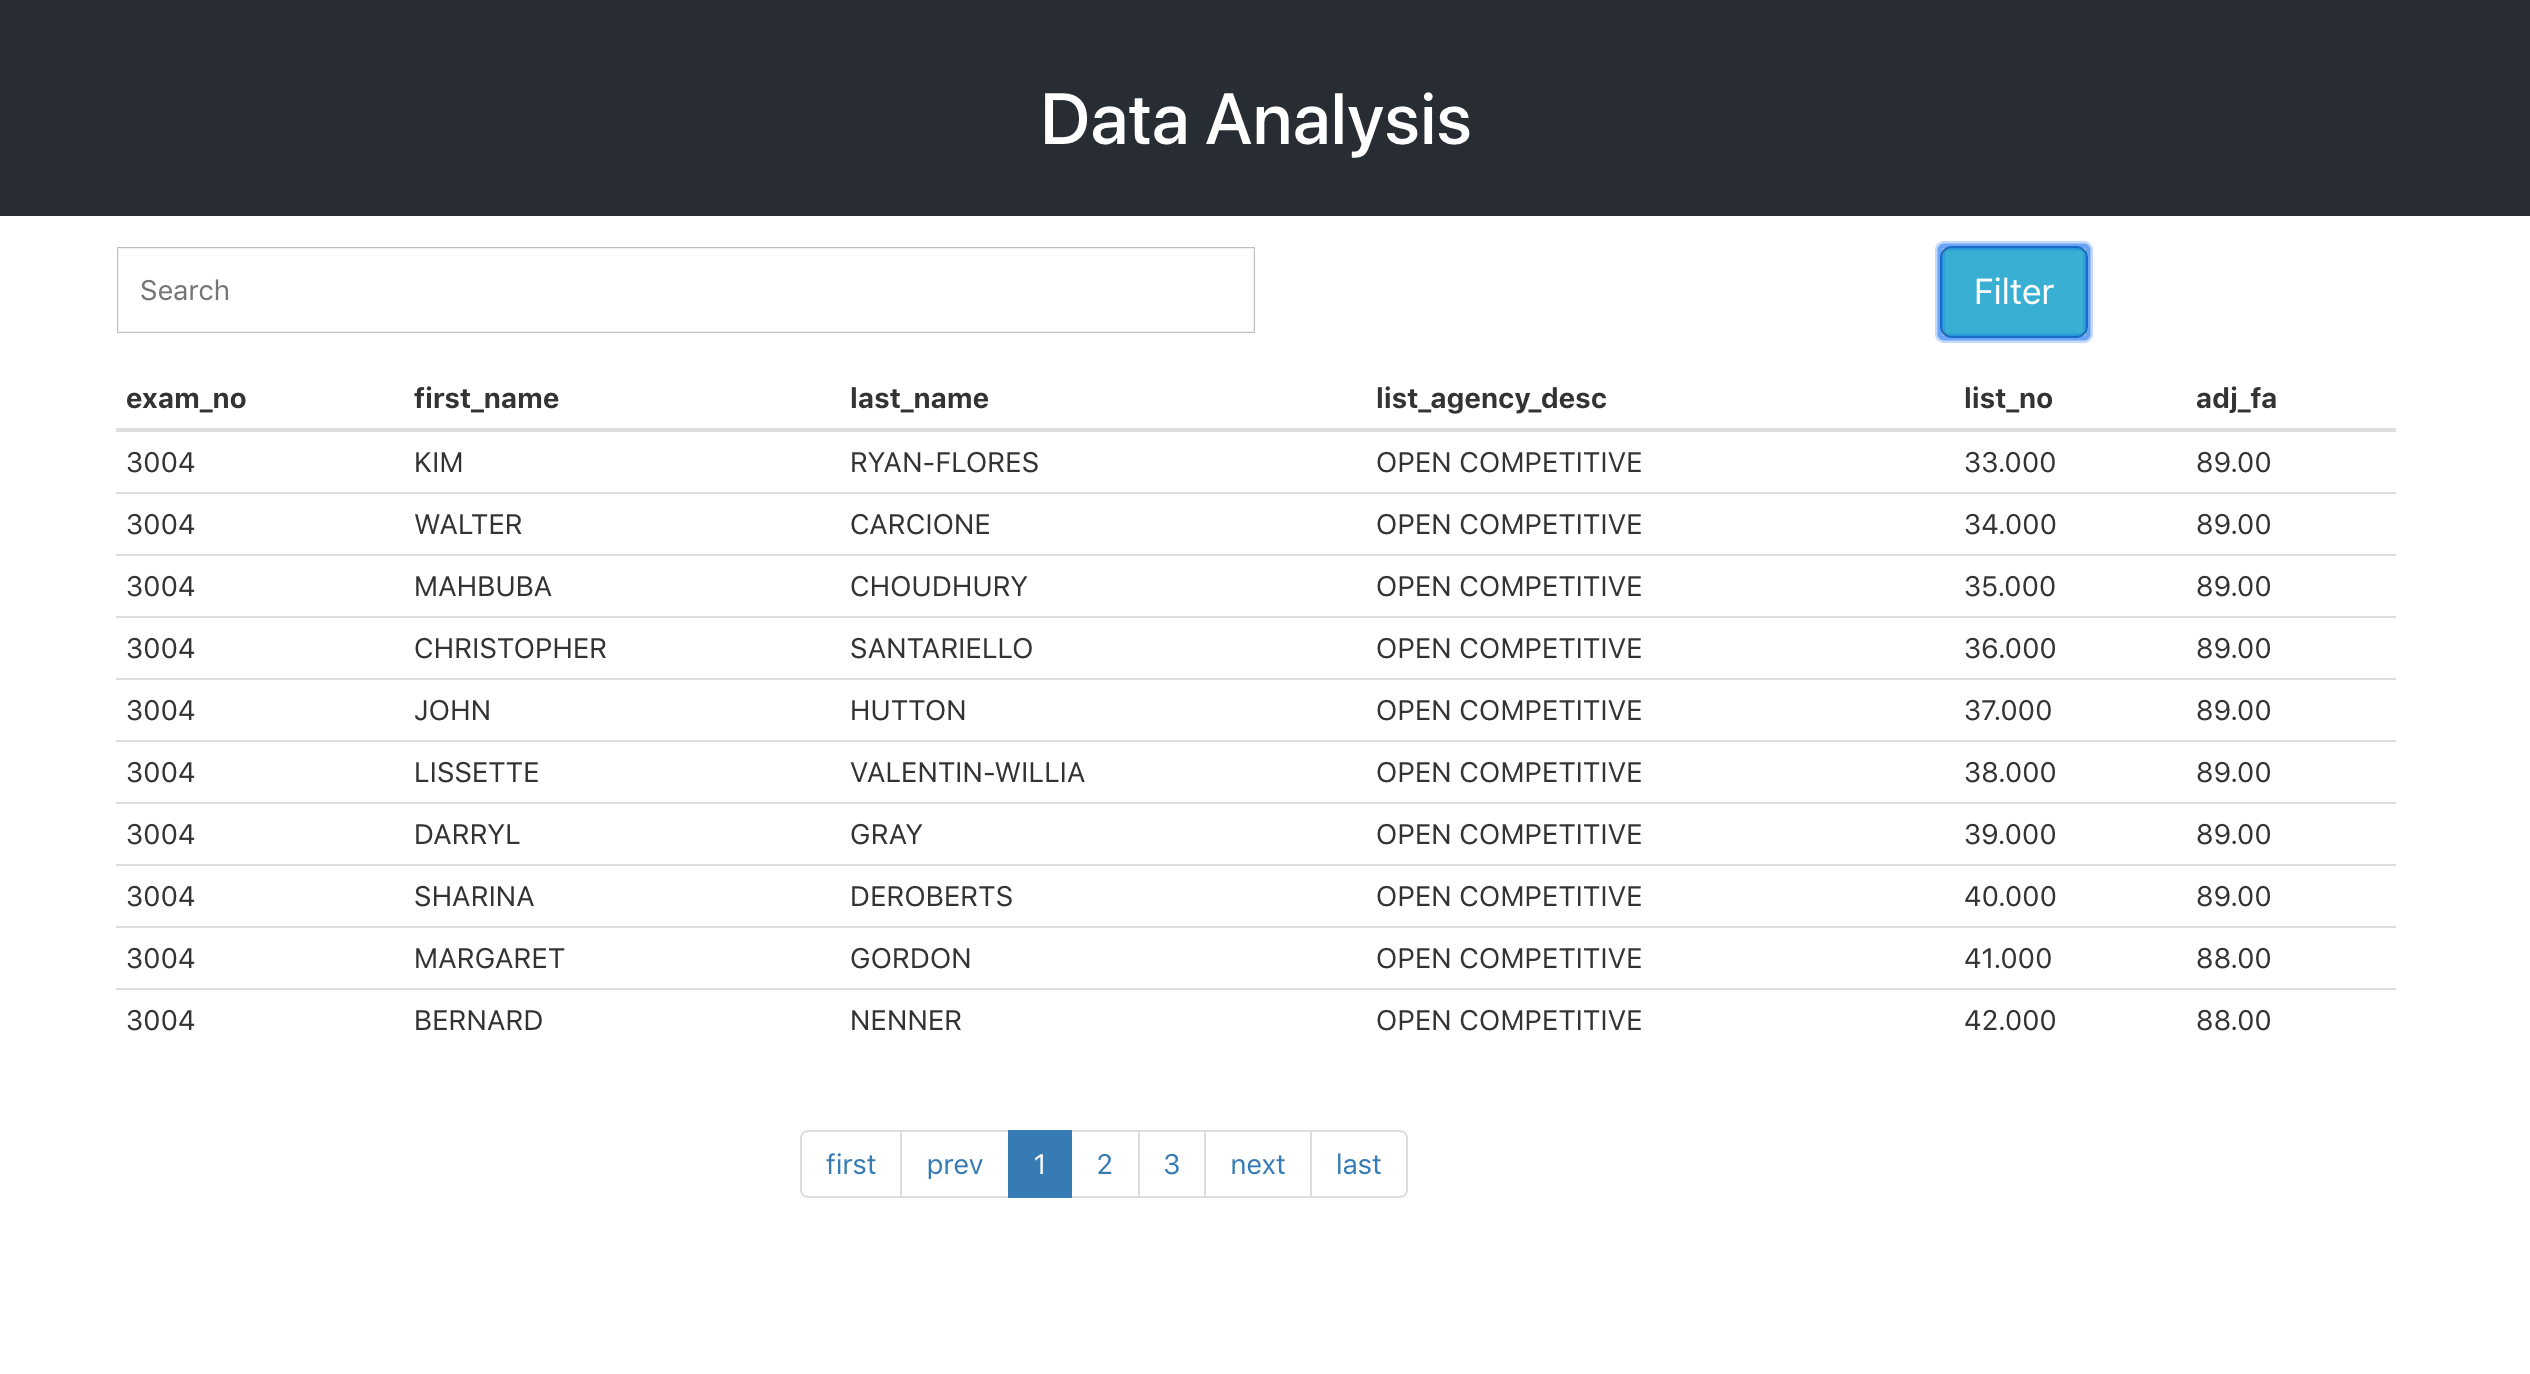 Data Analysis
Search
Filter
exam_no first_name last_name list_agency_desc list_no adj_fa
3004 KIM RYAN-FLORES OPEN COMPETITIVE 33.000 89.00
3004 WALTER CARCIONE OPEN COMPETITIVE 34.000 89.00
3004 MAHBUBA CHOUDHURY OPEN COMPETITIVE 35.000 89.00
3004 CHRISTOPHER SANTARIELLO OPEN COMPETITIVE 36.000 89.00
3004 JOHN HUTTON OPEN COMPETITIVE 37.000 89.00
3004 LISSETTE VALENTIN-WILLIA OPEN COMPETITIVE 38.000 89.00
3004 DARRYL GRAY OPEN COMPETITIVE 39.000 89.00
3004 SHARINA DEROBERTS OPEN COMPETITIVE 40.000 89.00
3004 MARGARET GORDON OPEN COMPETITIVE 41.000 88.00
3004 BERNARD NENNER OPEN COMPETITIVE 42.000 88.00
first prev 1 2 3 next last